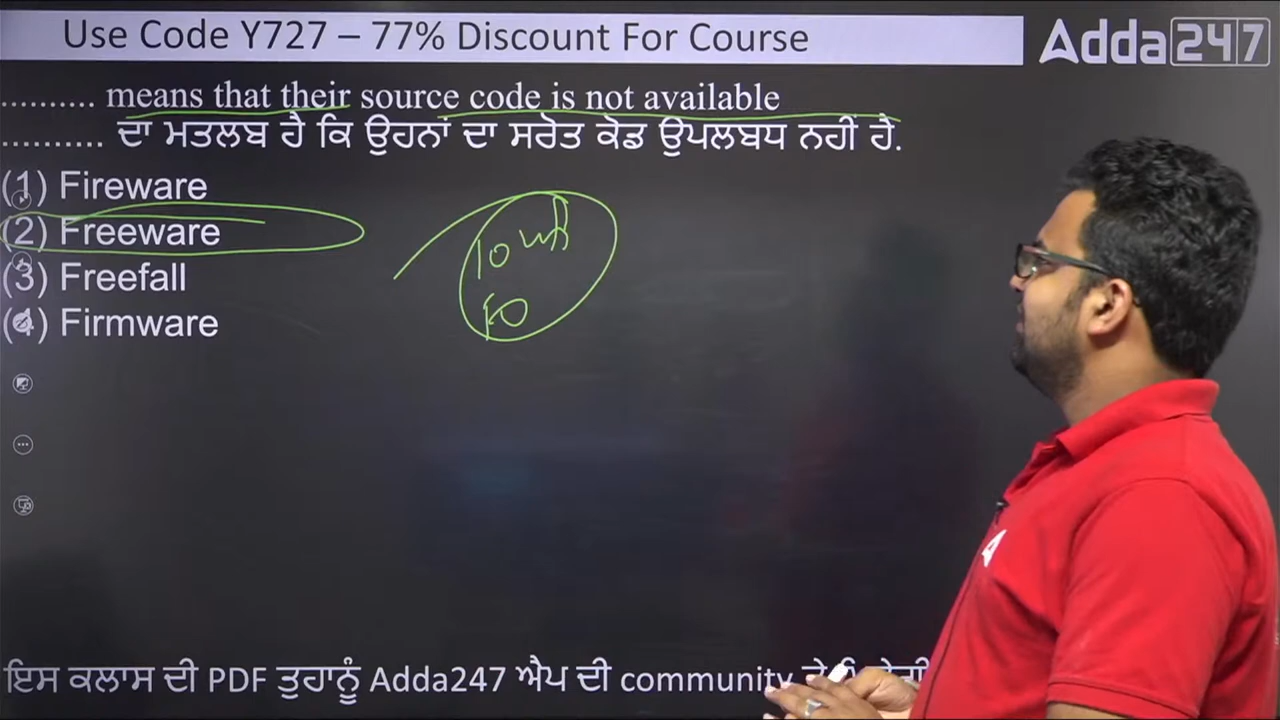 Use Code Y727 – 77% Discount For Course
Adda247
.......... means that their source code is not available
.......... ਦਾ ਮਤਲਬ ਹੈ ਕਿ ਉਹਨਾਂ ਦਾ ਸਰੋਤ ਕੋਡ ਉਪਲਬਧ ਨਹੀਂ ਹੈ.
(1) Fireware
(2) Freeware
(3) Freefall
(4) Firmware
10
ਇਸ ਕਲਾਸ ਦੀ PDF ਤੁਹਾਨੂੰ Adda247 ਐਪ ਦੀ community